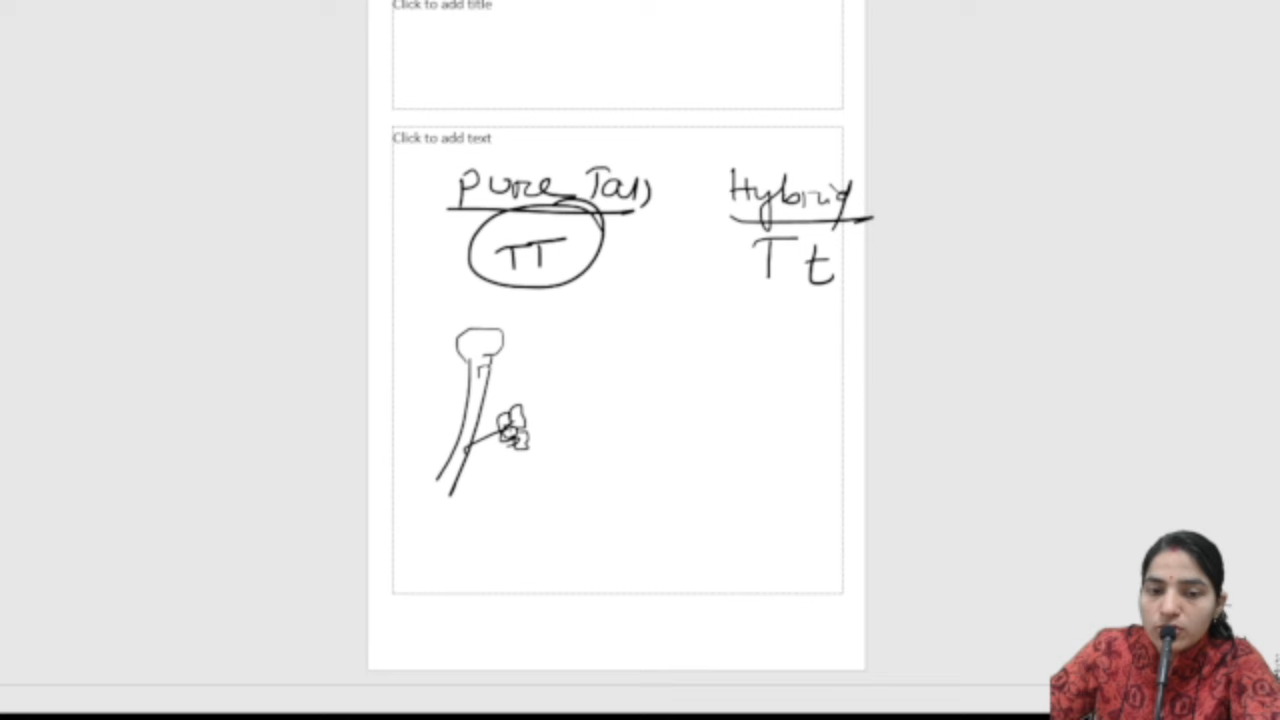 Click to add title
Click to add text
Pure Tall
Hybrid
TT
Tt